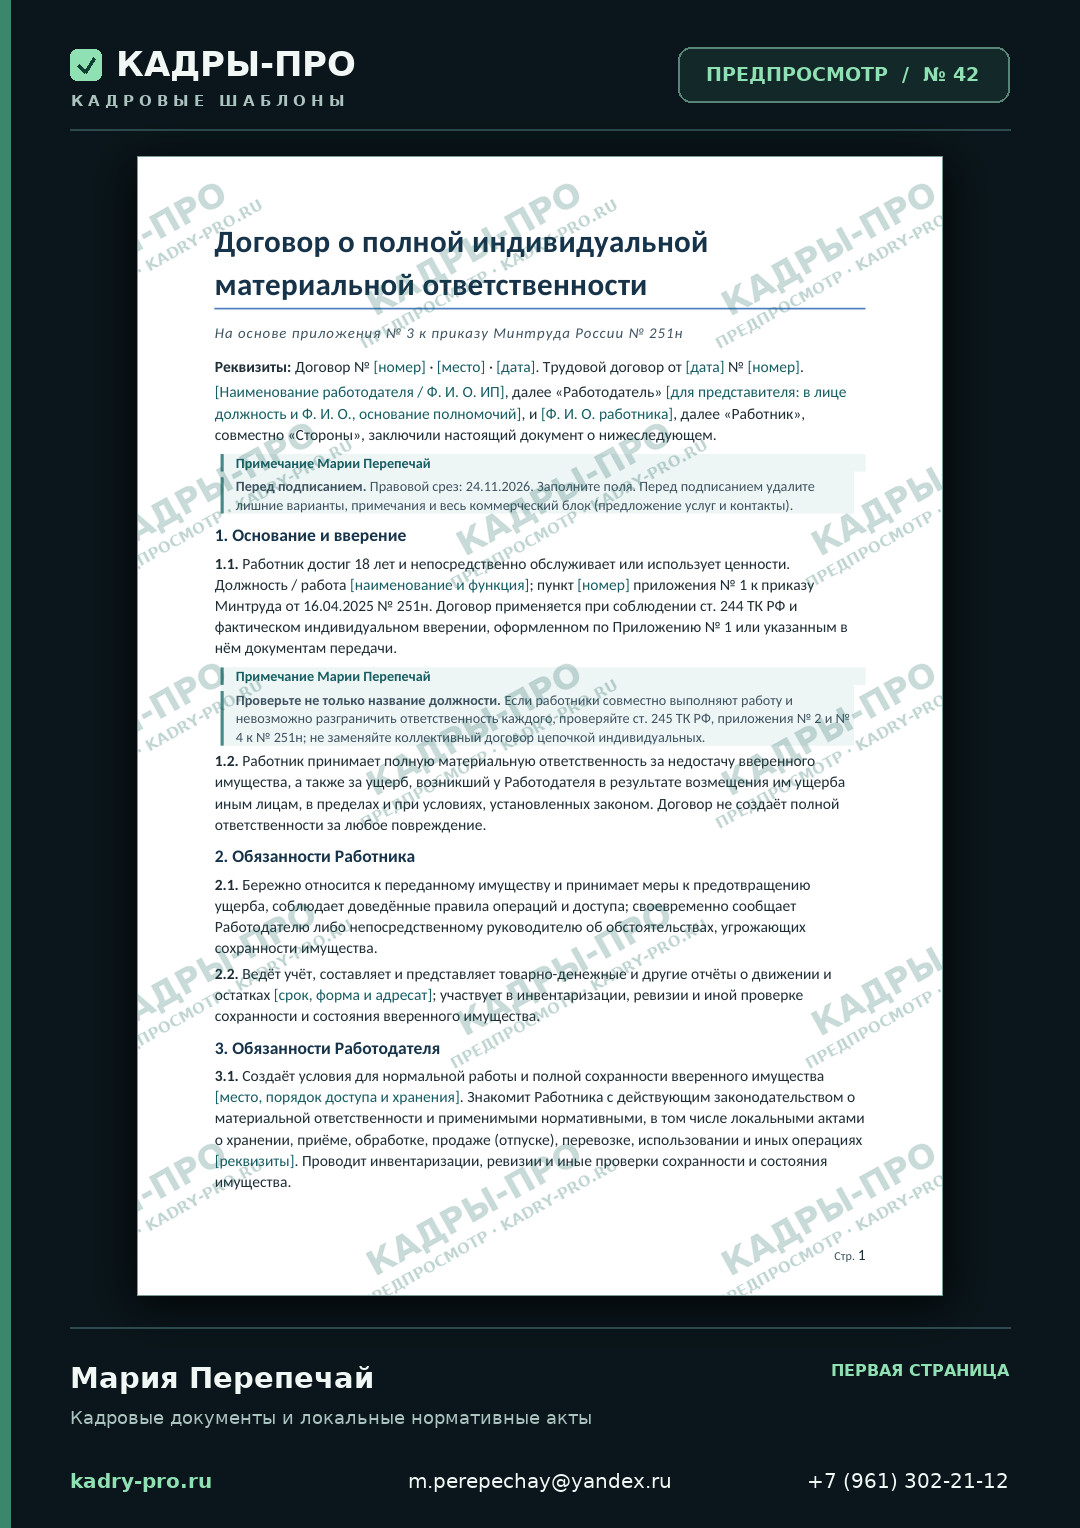 КАДРЫ-ПРО
КАДРОВЫЕ ШАБЛОНЫ
ПРЕДПРОСМОТР / № 42
Договор о полной индивидуальной
материальной ответственности
На основе приложения № 3 к приказу Минтруда России № 251н
Реквизиты: Договор № [номер] · [место] · [дата]. Трудовой договор от [дата] № [номер].
[Наименование работодателя / Ф. И. О. ИП], далее «Работодатель» [для представителя: в лице
должность и Ф. И. О., основание полномочий], и [Ф. И. О. работника], далее «Работник»,
совместно «Стороны», заключили настоящий документ о нижеследующем.
Примечание Марии Перепечай
Перед подписанием. Правовой срез: 24.11.2026. Заполните поля. Перед подписанием удалите
лишние варианты, примечания и весь коммерческий блок (предложение услуг и контакты).
1. Основание и вверение
1.1. Работник достиг 18 лет и непосредственно обслуживает или использует ценности.
Должность / работа [наименование и функция]; пункт [номер] приложения № 1 к приказу
Минтруда от 16.04.2025 № 251н. Договор применяется при соблюдении ст. 244 ТК РФ и
фактическом индивидуальном вверении, оформленном по Приложению № 1 или указанным в
нём документам передачи.
Примечание Марии Перепечай
Проверьте не только название должности. Если работники совместно выполняют работу и
невозможно разграничить ответственность каждого, проверяйте ст. 245 ТК РФ, приложения № 2 и №
4 к № 251н; не заменяйте коллективный договор цепочкой индивидуальных.
1.2. Работник принимает полную материальную ответственность за недостачу вверенного
имущества, а также за ущерб, возникший у Работодателя в результате возмещения им ущерба
иным лицам, в пределах и при условиях, установленных законом. Договор не создаёт полной
ответственности за любое повреждение.
2. Обязанности Работника
2.1. Бережно относится к переданному имуществу и принимает меры к предотвращению
ущерба, соблюдает доведённые правила операций и доступа; своевременно сообщает
Работодателю либо непосредственному руководителю об обстоятельствах, угрожающих
сохранности имущества.
2.2. Ведёт учёт, составляет и представляет товарно-денежные и другие отчёты о движении и
остатках [срок, форма и адресат]; участвует в инвентаризации, ревизии и иной проверке
сохранности и состояния вверенного имущества.
3. Обязанности Работодателя
3.1. Создаёт условия для нормальной работы и полной сохранности вверенного имущества
[место, порядок доступа и хранения]. Знакомит Работника с действующим законодательством о
материальной ответственности и применимыми нормативными, в том числе локальными актами
о хранении, приёме, обработке, продаже (отпуске), перевозке, использовании и иных операциях
[реквизиты]. Проводит инвентаризации, ревизии и иные проверки сохранности и состояния
имущества.
Стр. 1
КАДРЫ-ПРО
ПРЕДПРОСМОТР · KADRY-PRO.RU
Мария Перепечай
ПЕРВАЯ СТРАНИЦА
Кадровые документы и локальные нормативные акты
kadry-pro.ru
m.perepechay@yandex.ru
+7 (961) 302-21-12